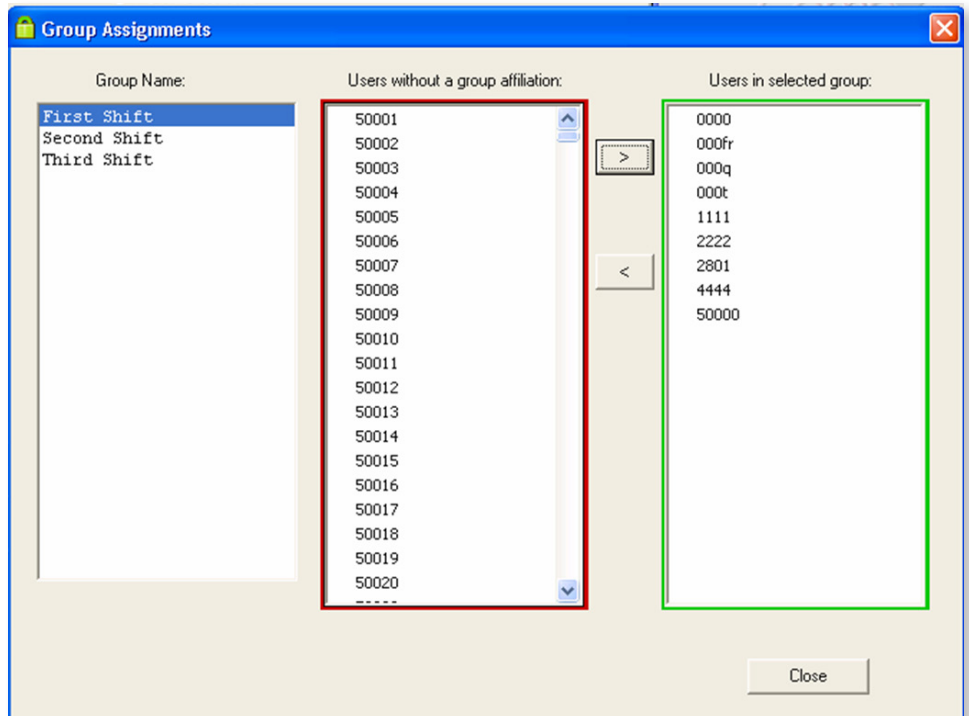 Group Assignments
Group Name:
First Shift
Second Shift
Third Shift
Users without a group affiliation:
50001
50002
50003
50004
50005
50006
50007
50008
50009
50010
50011
50012
50013
50014
50015
50016
50017
50018
50019
50020
>
<
Users in selected group:
0000
000fr
000q
000t
1111
2222
2801
4444
50000
Close